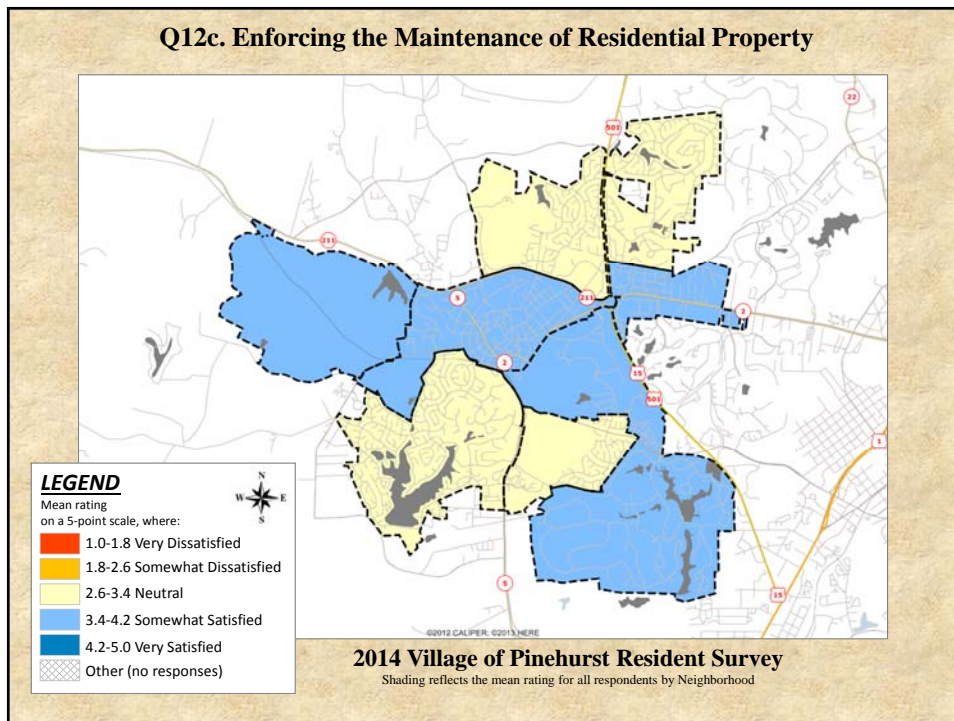 Q12c. Enforcing the Maintenance of Residential Property
22
501
211
5
211
2
2
15
501
1
5
15
LEGEND
Mean rating
on a 5-point scale, where:
N
W E
S
1.0-1.8 Very Dissatisfied
1.8-2.6 Somewhat Dissatisfied
2.6-3.4 Neutral
3.4-4.2 Somewhat Satisfied
4.2-5.0 Very Satisfied
Other (no responses)
©2012 CALIPER; ©2013 HERE
2014 Village of Pinehurst Resident Survey
Shading reflects the mean rating for all respondents by Neighborhood